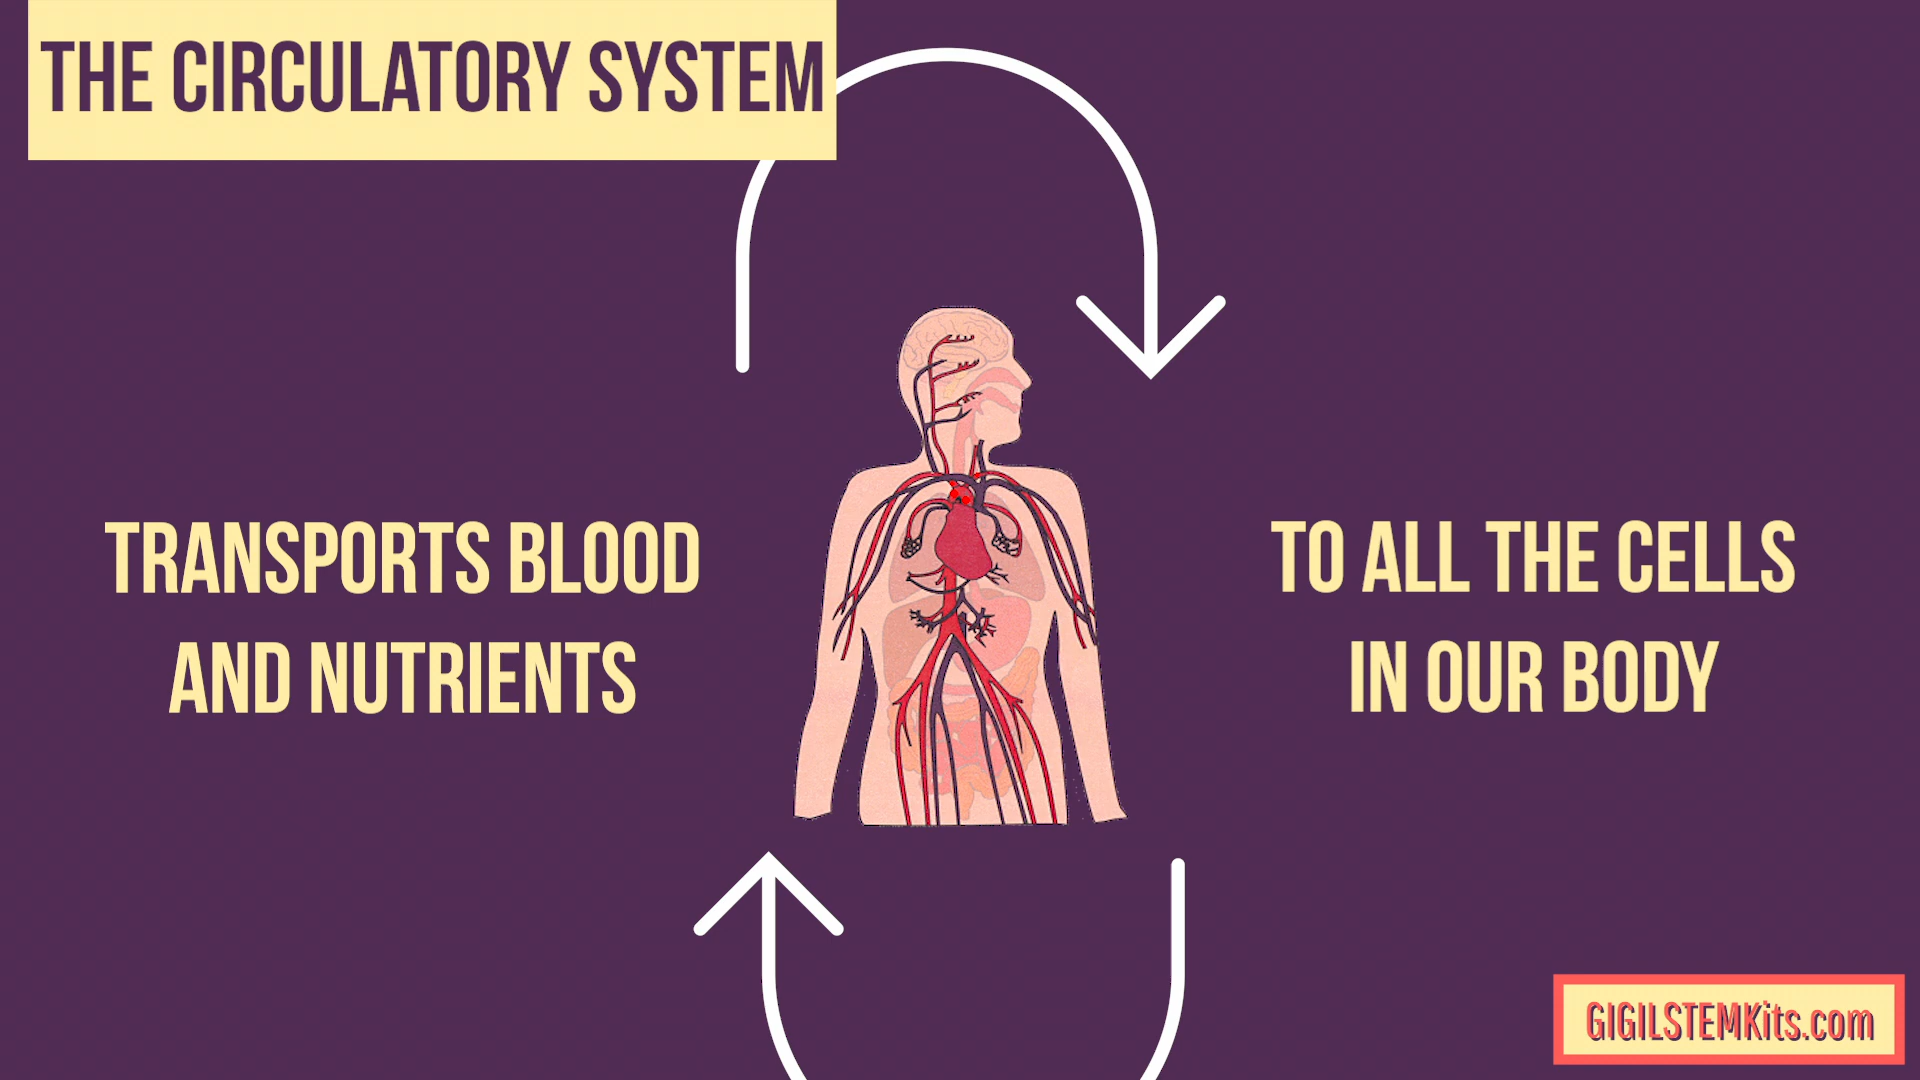 THE CIRCULATORY SYSTEM
TRANSPORTS BLOOD
AND NUTRIENTS
TO ALL THE CELLS
IN OUR BODY
GIGILSTEMKits.com